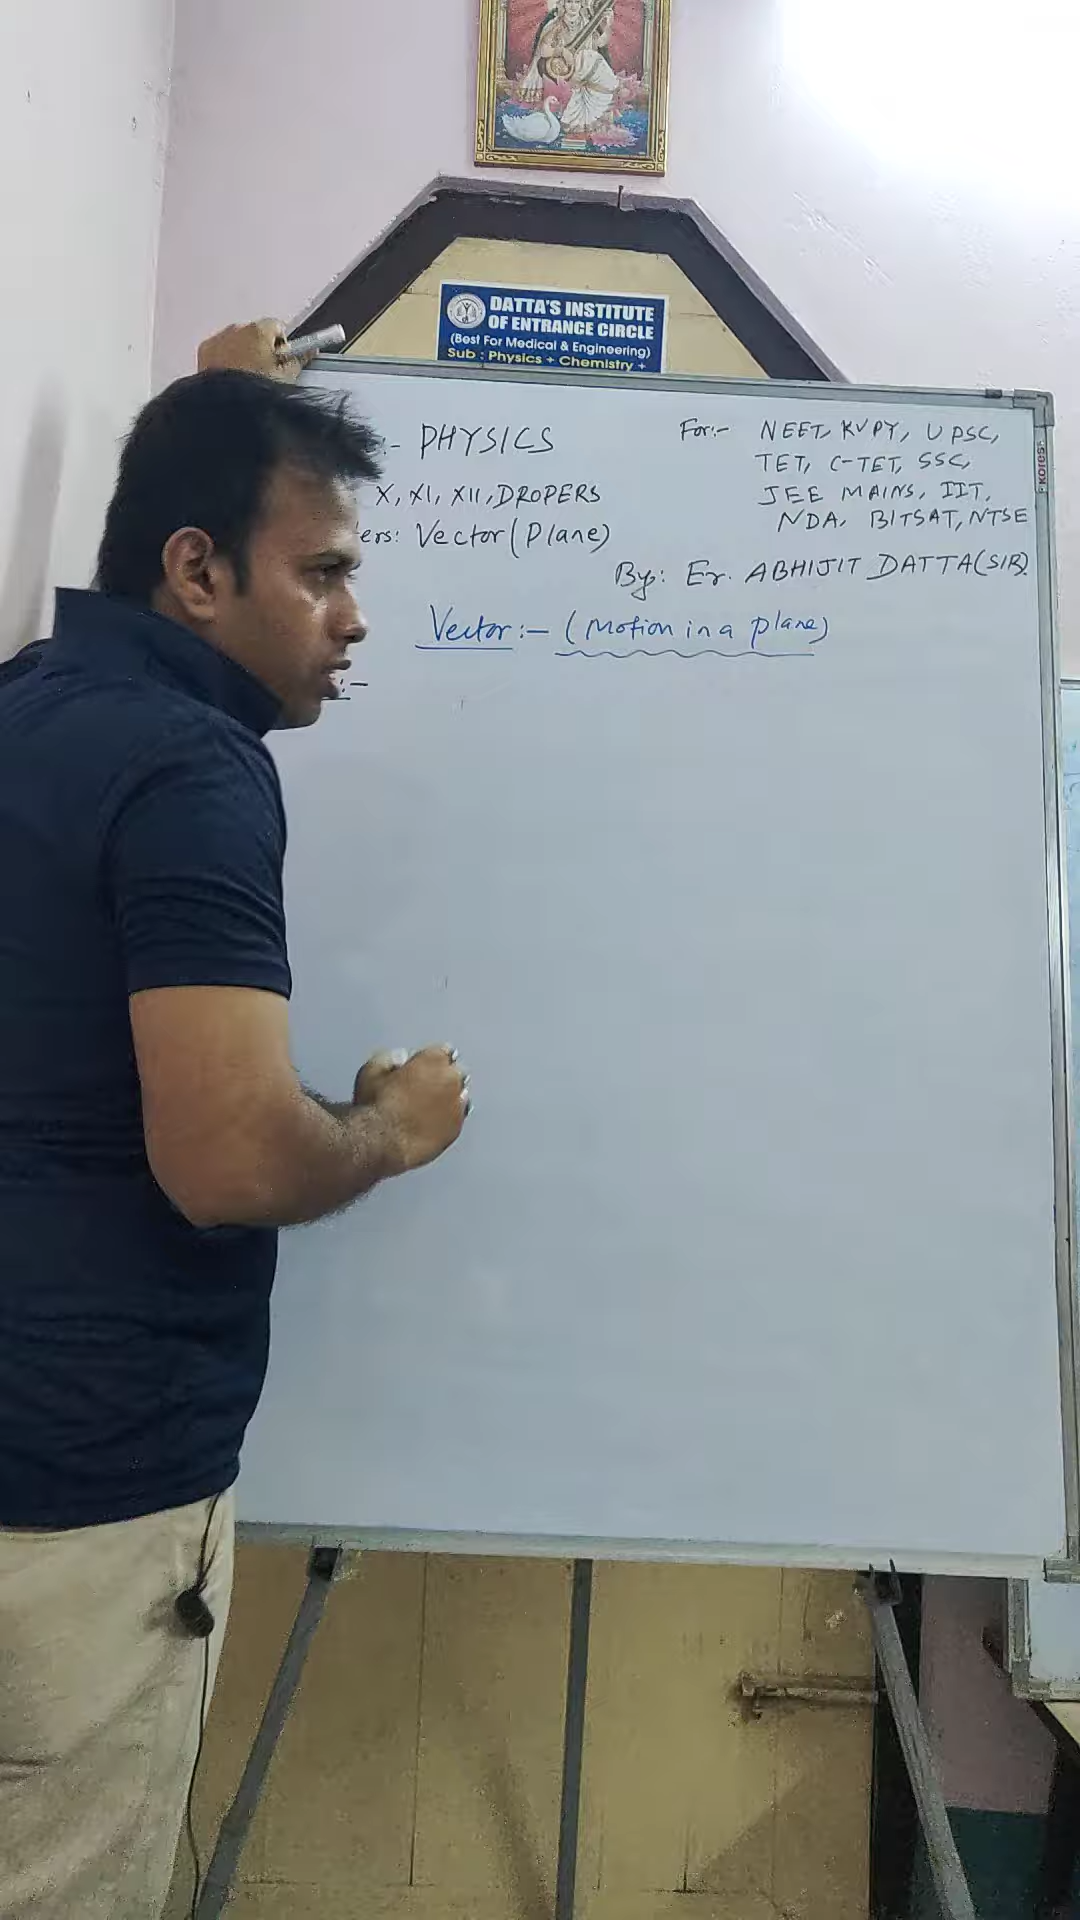 DATTA'S INSTITUTE
OF ENTRANCE CIRCLE
(Best For Medical & Engineering)
Sub : Physics + Chemistry +
:- PHYSICS
X, XI, XII, DROPERS
ers: Vector (Plane)
For:- NEET, KVPY, UPSC,
TET, C-TET, SSC,
JEE MAINS, IIT,
NDA, BITSAT, NTSE
By: Er. ABHIJIT DATTA (SIR)
Vector :- (Motion in a plane)
:-
KORES